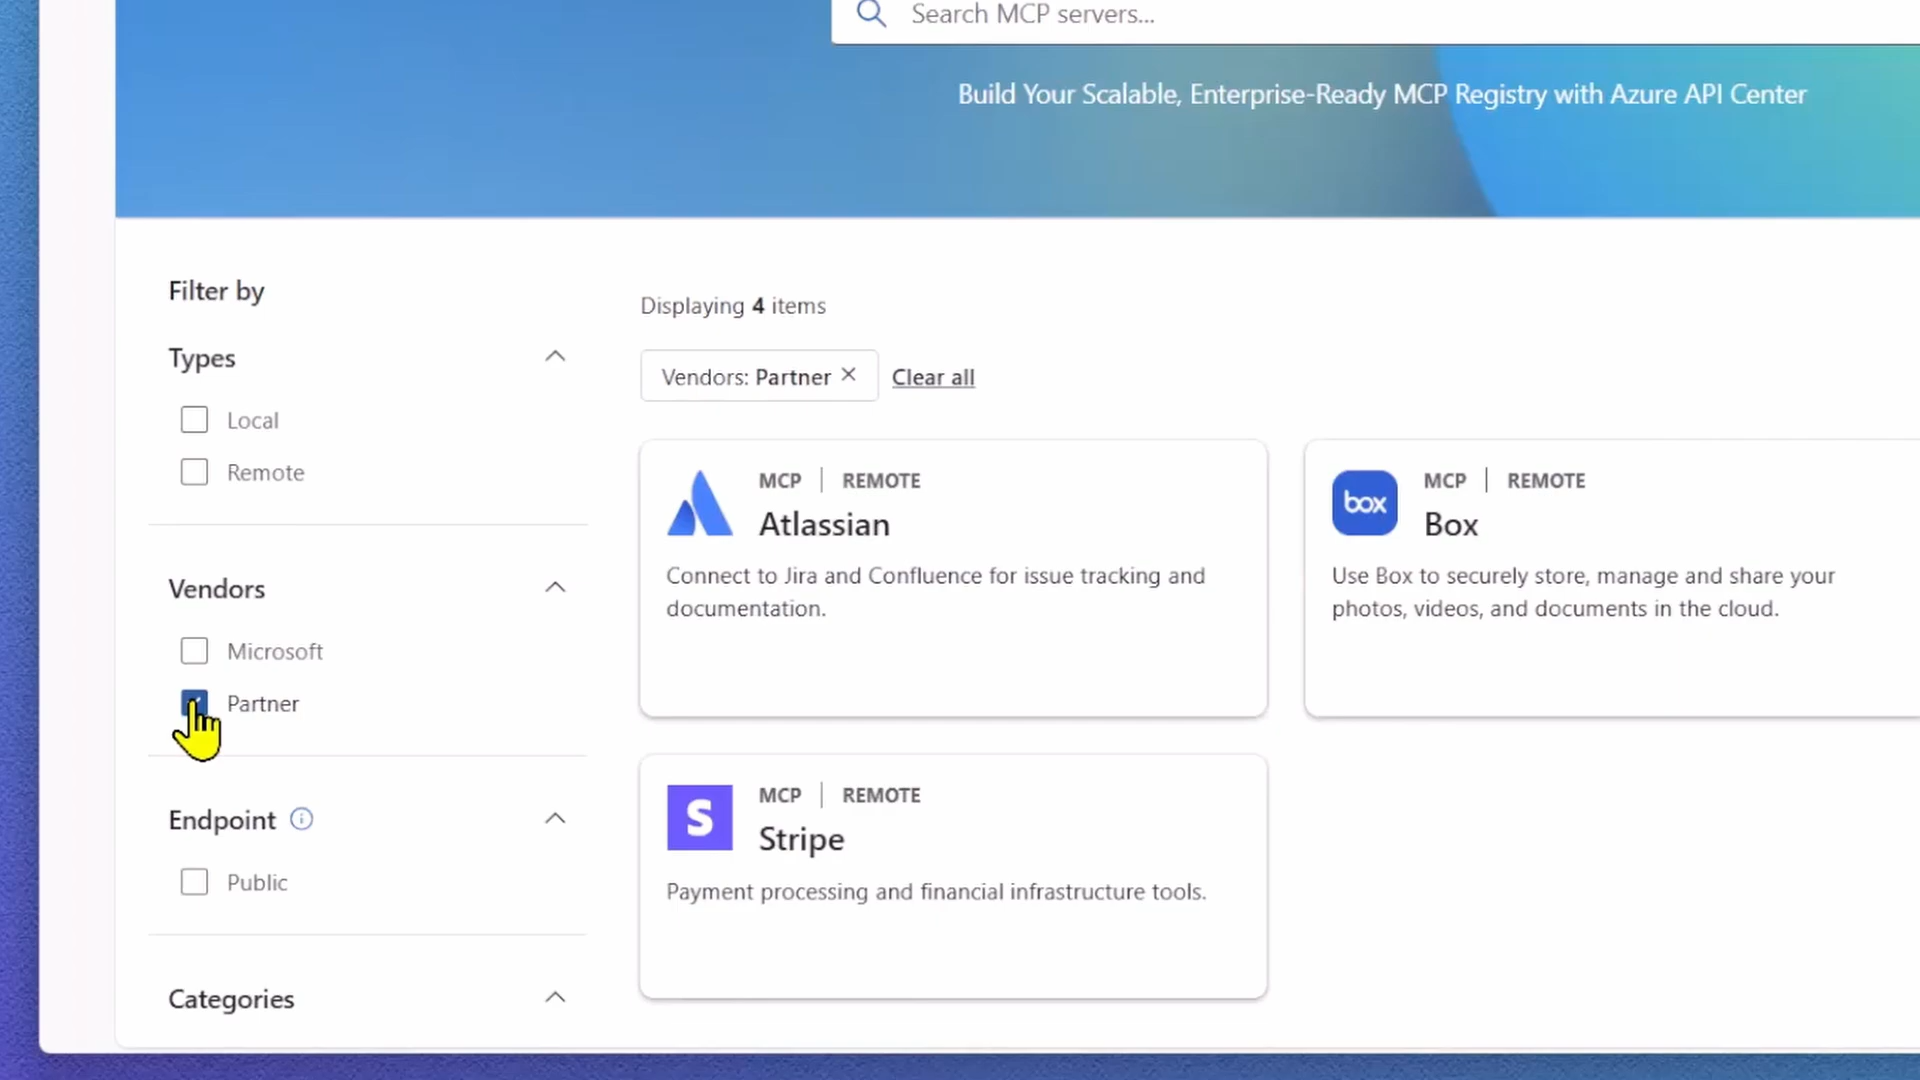 Search MCP servers...
Build Your Scalable, Enterprise-Ready MCP Registry with Azure API Center
Filter by
Types
Local
Remote
Vendors
Microsoft
Partner
Endpoint
Public
Categories
Displaying 4 items
Vendors: Partner
Clear all
MCP | REMOTE
Atlassian
Connect to Jira and Confluence for issue tracking and
documentation.
box
MCP | REMOTE
Box
Use Box to securely store, manage and share your
photos, videos, and documents in the cloud.
S
MCP | REMOTE
Stripe
Payment processing and financial infrastructure tools.